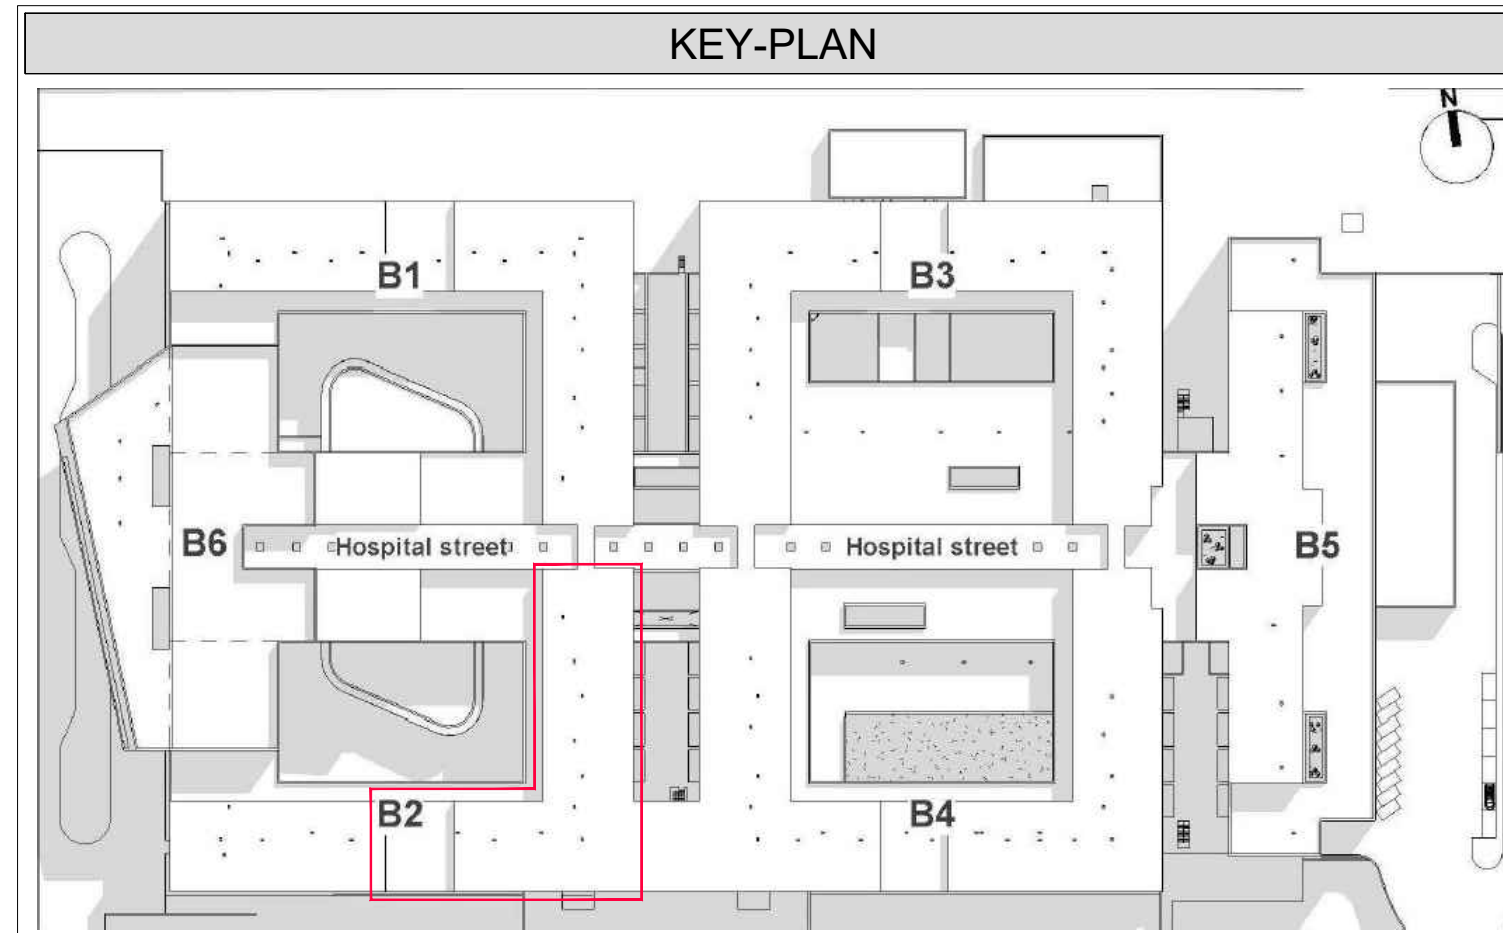 KEY-PLAN
N
B1
B3
B6
Hospital street
Hospital street
B5
B2
B4